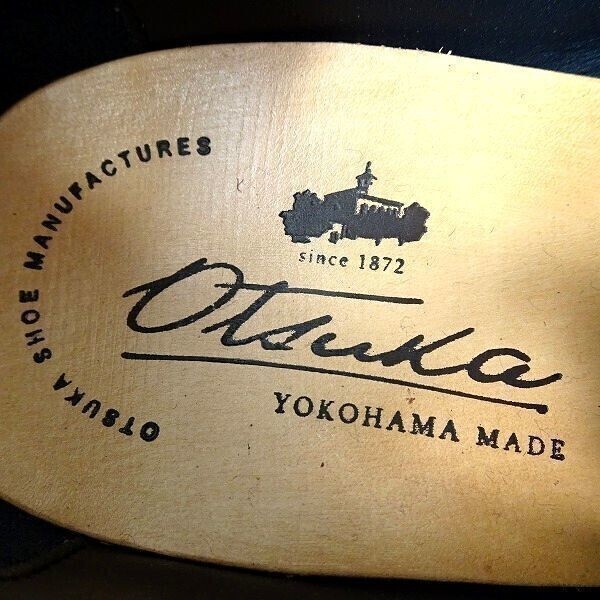 OTSUKA SHOE MANUFACTURES
since 1872
Otsuka
YOKOHAMA MADE